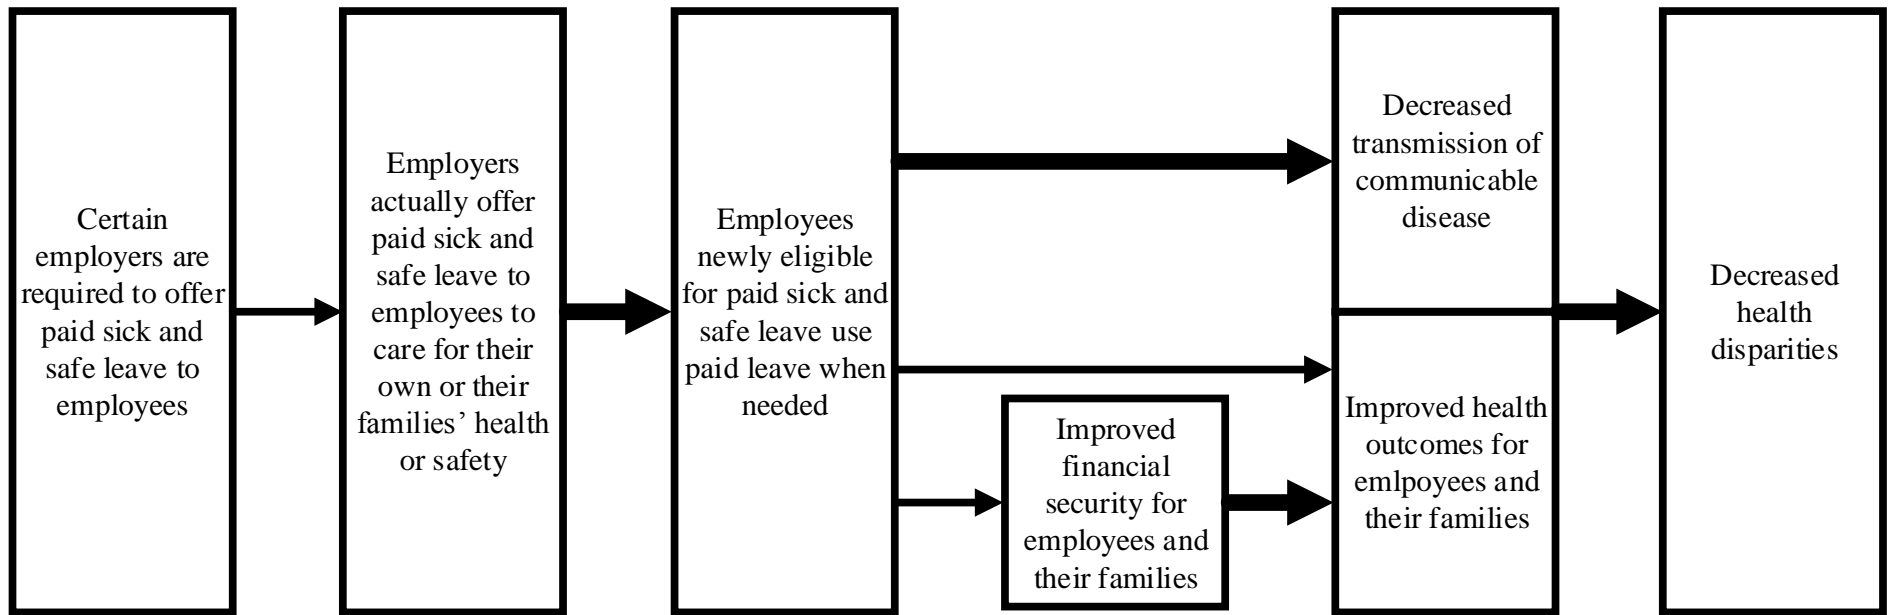 Certain
employers are
required to offer
paid sick and
safe leave to
employees
Employers
actually offer
paid sick and
safe leave to
employees to
care for their
own or their
families’ health
or safety
Employees
newly eligible
for paid sick and
safe leave use
paid leave when
needed
Improved
financial
security for
employees and
their families
Decreased
transmission of
communicable
disease
Improved health
outcomes for
emlpoyees and
their families
Decreased
health
disparities